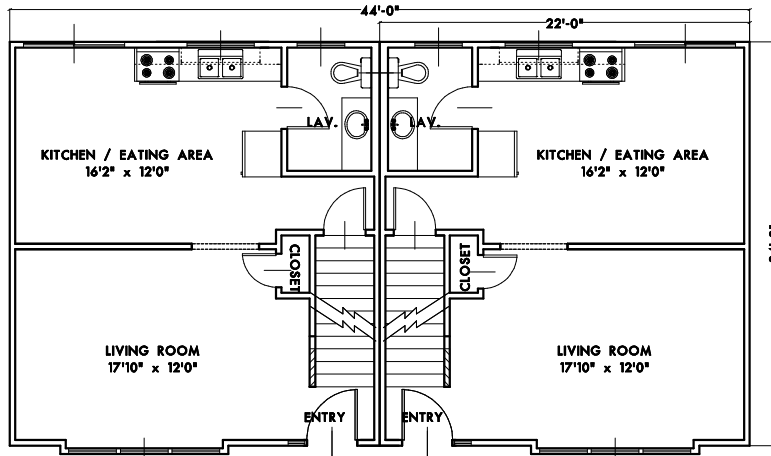 44'-0"
22'-0"
LAV.
LAV.
KITCHEN / EATING AREA
16'2" x 12'0"
KITCHEN / EATING AREA
16'2" x 12'0"
CLOSET
CLOSET
LIVING ROOM
17'10" x 12'0"
LIVING ROOM
17'10" x 12'0"
ENTRY
ENTRY